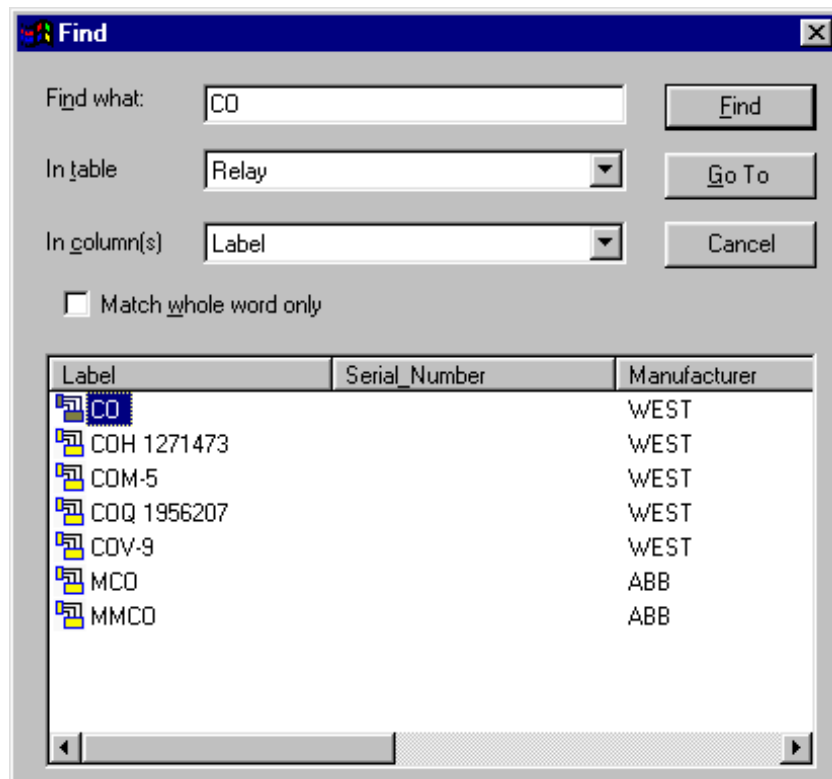 Find
Find what: CO Find
In table Relay Go To
In column(s) Label Cancel
Match whole word only
Label Serial_Number Manufacturer
CO WEST
COH 1271473 WEST
COM-5 WEST
COQ 1956207 WEST
COV-9 WEST
MCO ABB
MMCO ABB